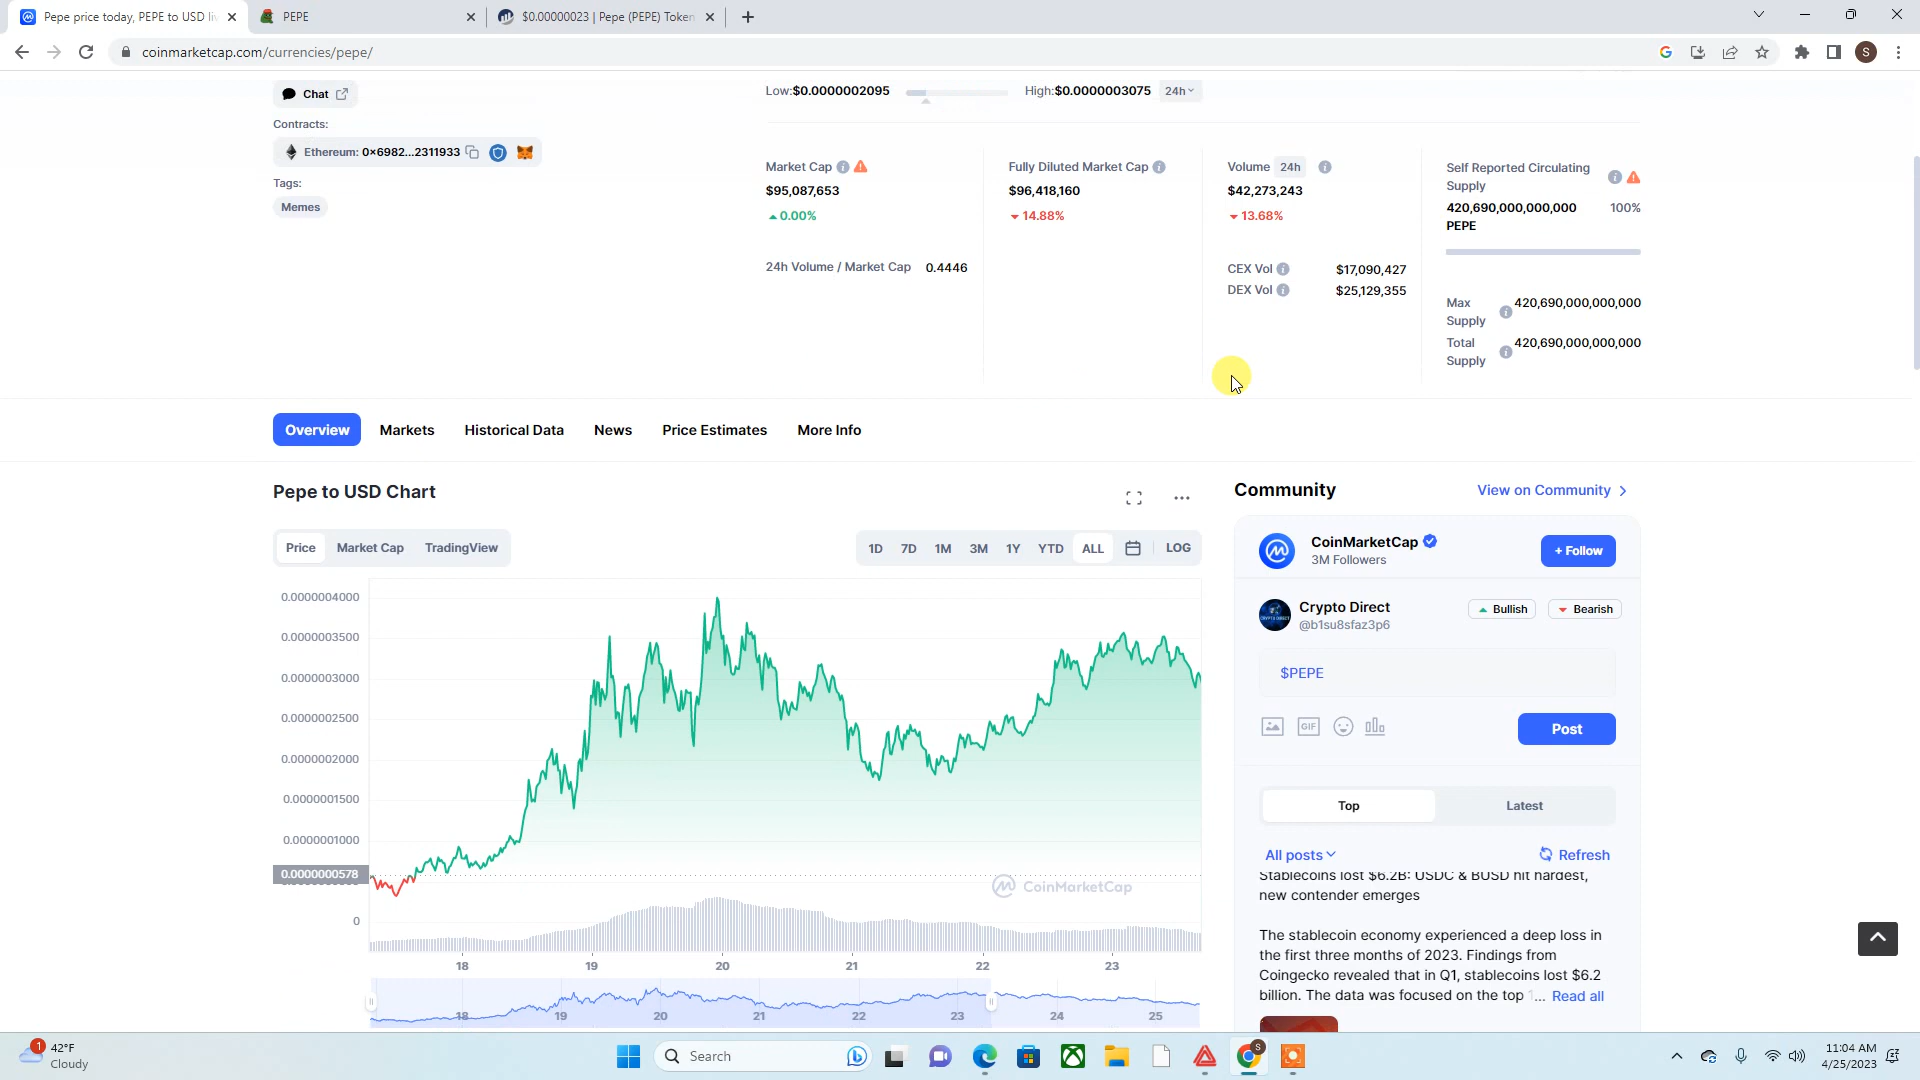 Pepe price today, PEPE to USD liv
PEPE
$0.00000023 | Pepe (PEPE) Token
coinmarketcap.com/currencies/pepe/
S
Chat
Low:$0.0000002095
High:$0.0000003075
24h
Contracts:
Ethereum: 0x6982...2311933
Tags:
Memes
Market Cap
$95,087,653
0.00%
24h Volume / Market Cap 0.4446
Fully Diluted Market Cap
$96,418,160
14.88%
Volume 24h
$42,273,243
13.68%
CEX Vol $17,090,427
DEX Vol $25,129,355
Self Reported Circulating
Supply
420,690,000,000,000 100%
PEPE
Max
Supply
420,690,000,000,000
Total
Supply
420,690,000,000,000
Overview Markets Historical Data News Price Estimates More Info
Pepe to USD Chart
Price Market Cap TradingView
1D 7D 1M 3M 1Y YTD ALL LOG
0.0000004000
0.0000003500
0.0000003000
0.0000002500
0.0000002000
0.0000001500
0.0000001000
0.0000000578
0
CoinMarketCap
18 19 20 21 22 23
18 19 20 21 22 23 24 25
Community
View on Community
CoinMarketCap
3M Followers
+ Follow
Crypto Direct
@b1su8sfaz3p6
Bullish
Bearish
$PEPE
GIF
Post
Top
Latest
All posts
Refresh
Stablecoins lost $6.2B: USDC & BUSD hit hardest,
new contender emerges
The stablecoin economy experienced a deep loss in
the first three months of 2023. Findings from
Coingecko revealed that in Q1, stablecoins lost $6.2
billion. The data was focused on the top 1... Read all
1
42°F
Cloudy
Search
S
11:04 AM
4/25/2023